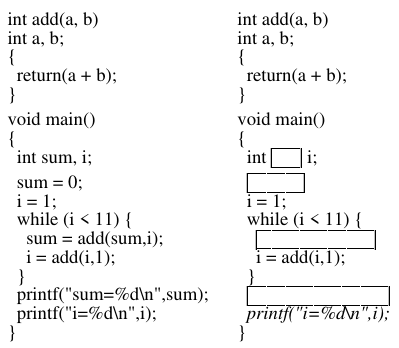 int add(a, b)
int a, b;
{
return(a + b);
}
void main()
{
int sum, i;
sum = 0;
i = 1;
while (i < 11) {
sum = add(sum,i);
i = add(i,1);
}
printf("sum=%d\n",sum);
printf("i=%d\n",i);
}
int add(a, b)
int a, b;
{
return(a + b);
}
void main()
{
int i;
i = 1;
while (i < 11) {
i = add(i,1);
}
printf("i=%d\n",i);
}